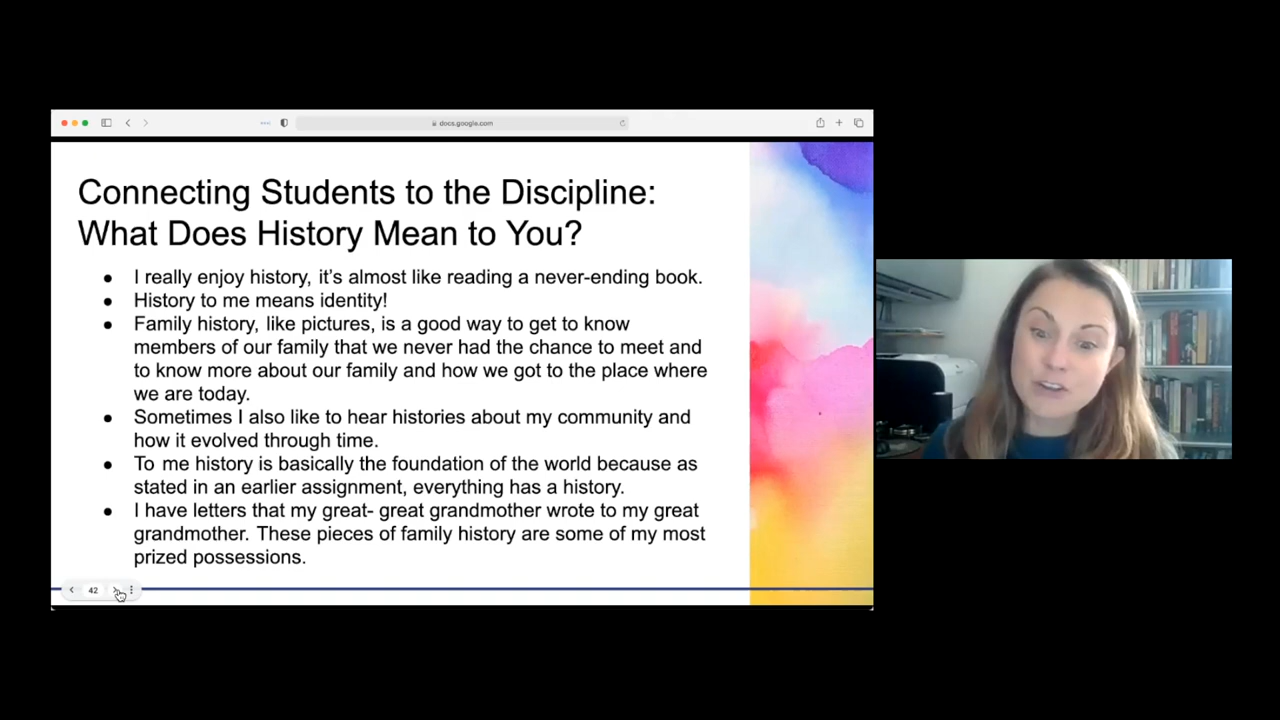 docs.google.com
Connecting Students to the Discipline:
What Does History Mean to You?
● I really enjoy history, it’s almost like reading a never-ending book.
● History to me means identity!
● Family history, like pictures, is a good way to get to know
members of our family that we never had the chance to meet and
to know more about our family and how we got to the place where
we are today.
● Sometimes I also like to hear histories about my community and
how it evolved through time.
● To me history is basically the foundation of the world because as
stated in an earlier assignment, everything has a history.
● I have letters that my great- great grandmother wrote to my great
grandmother. These pieces of family history are some of my most
prized possessions.
42